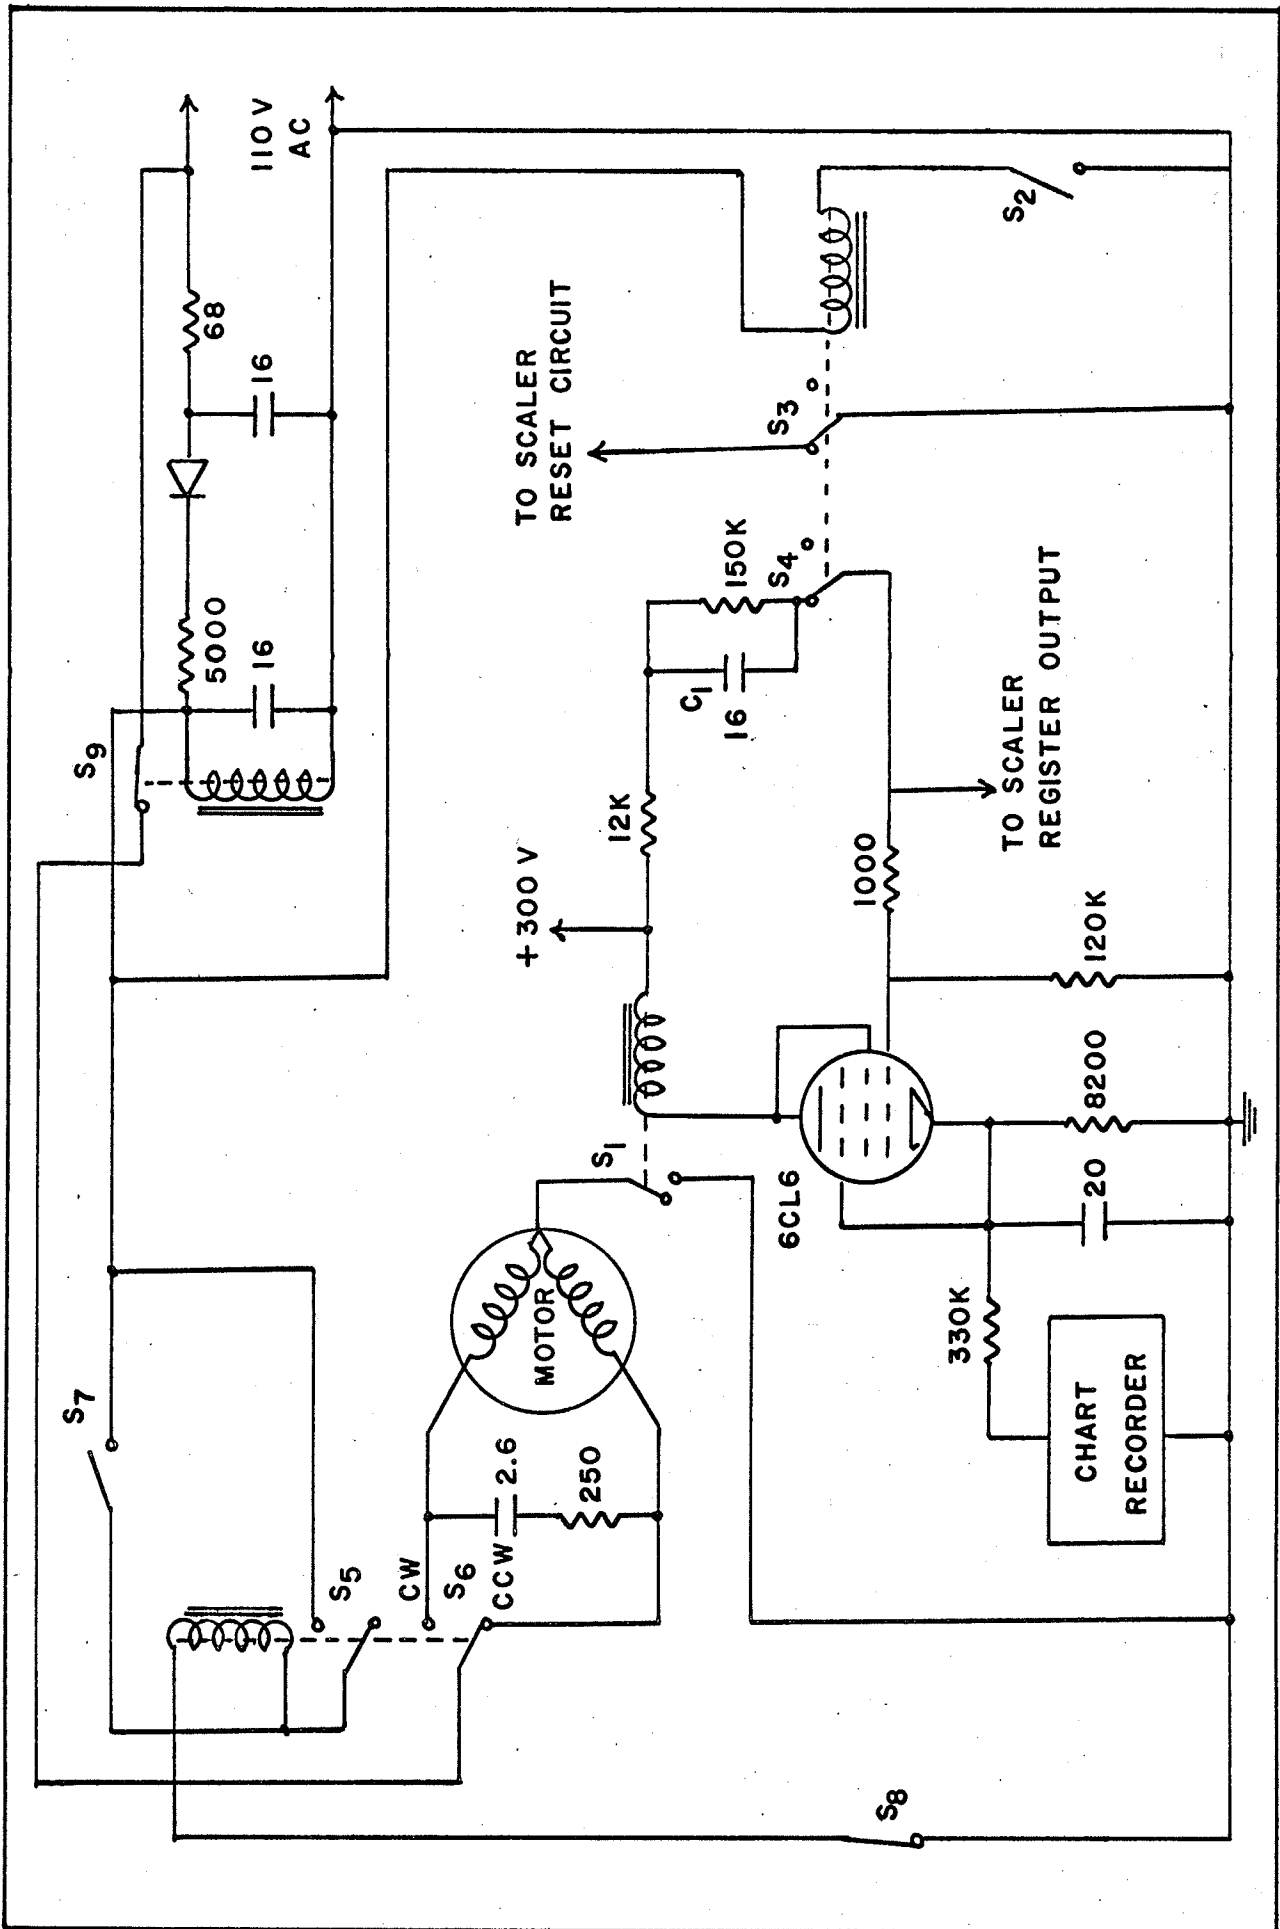 S7
S5
CW
S6
CCW
2.6
250
MOTOR
S1
S8
CHART
RECORDER
330K
6CL6
20
8200
120K
1000
TO SCALER
REGISTER OUTPUT
+300V
12K
C1
16
150K
S4
TO SCALER
RESET CIRCUIT
S3
S2
S9
5000
16
16
68
110V
AC